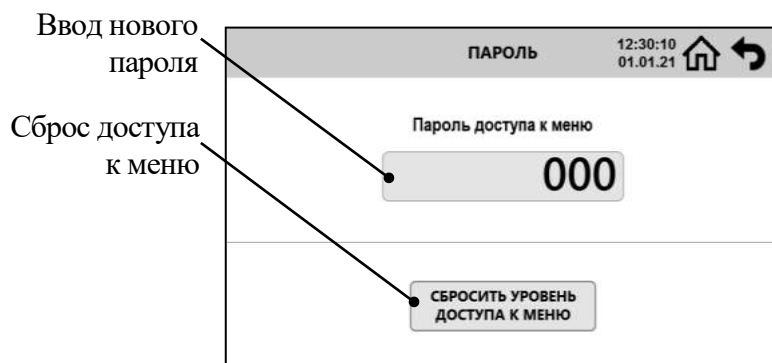 Ввод нового
пароля
Сброс доступа
к меню
ПАРОЛЬ
12:30:10
01.01.21
Пароль доступа к меню
000
СБРОСИТЬ УРОВЕНЬ
ДОСТУПА К МЕНЮ